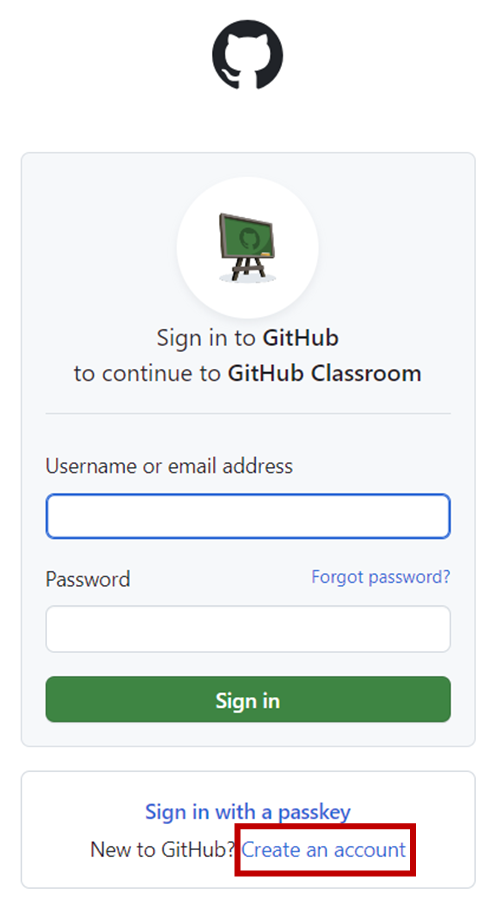 Sign in to GitHub
to continue to GitHub Classroom
Username or email address
Password Forgot password?
Sign in
Sign in with a passkey
New to GitHub? Create an account